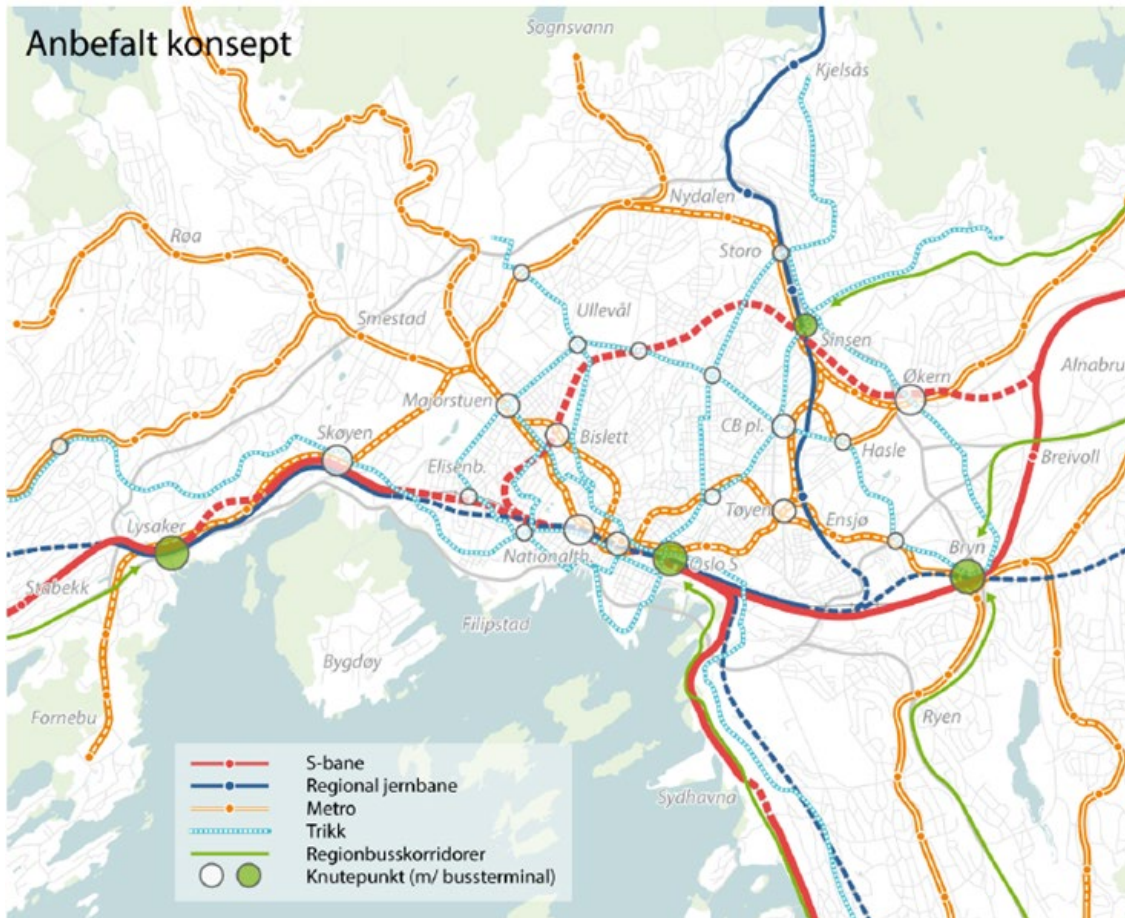 Anbefalt konsept
Sognsvann
Kjelsås
Nydalen
Røa
Storo
Smestad
Ullevål
Sinsen
Økern
Alnabru
Majorstuen
CB pl.
Skøyen
Bislett
Hasle
Elisenb.
Breivoll
Lysaker
Tøyen
Ensjø
Bryn
Nationaltb.
Oslo S
Stabekk
Filipstad
Bygdøy
Fornebu
Ryen
Sydhavna
S-bane
Regional jernbane
Metro
Trikk
Regionbusskorridorer
Knutepunkt (m/ bussterminal)